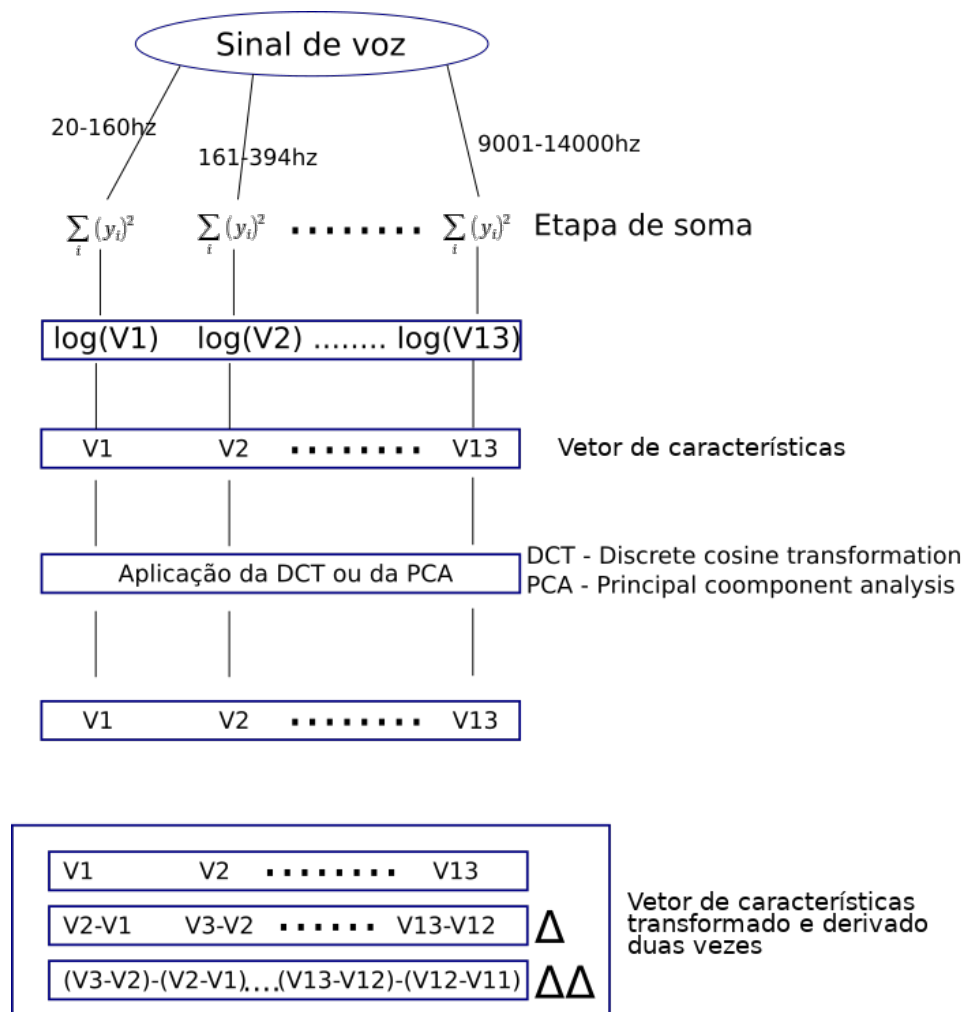 Sinal de voz
20-160hz
161-394hz
9001-14000hz
∑i (yi)² ∑i (yi)² ........ ∑i (yi)² Etapa de soma
log(V1) log(V2) ........ log(V13)
V1 V2 ........ V13 Vetor de características
Aplicação da DCT ou da PCA
DCT - Discrete cosine transformation
PCA - Principal coomponent analysis
V1 V2 ........ V13
V1 V2 ........ V13
V2-V1 V3-V2 ...... V13-V12 Δ
(V3-V2)-(V2-V1)....(V13-V12)-(V12-V11) ΔΔ
Vetor de características
transformado e derivado
duas vezes